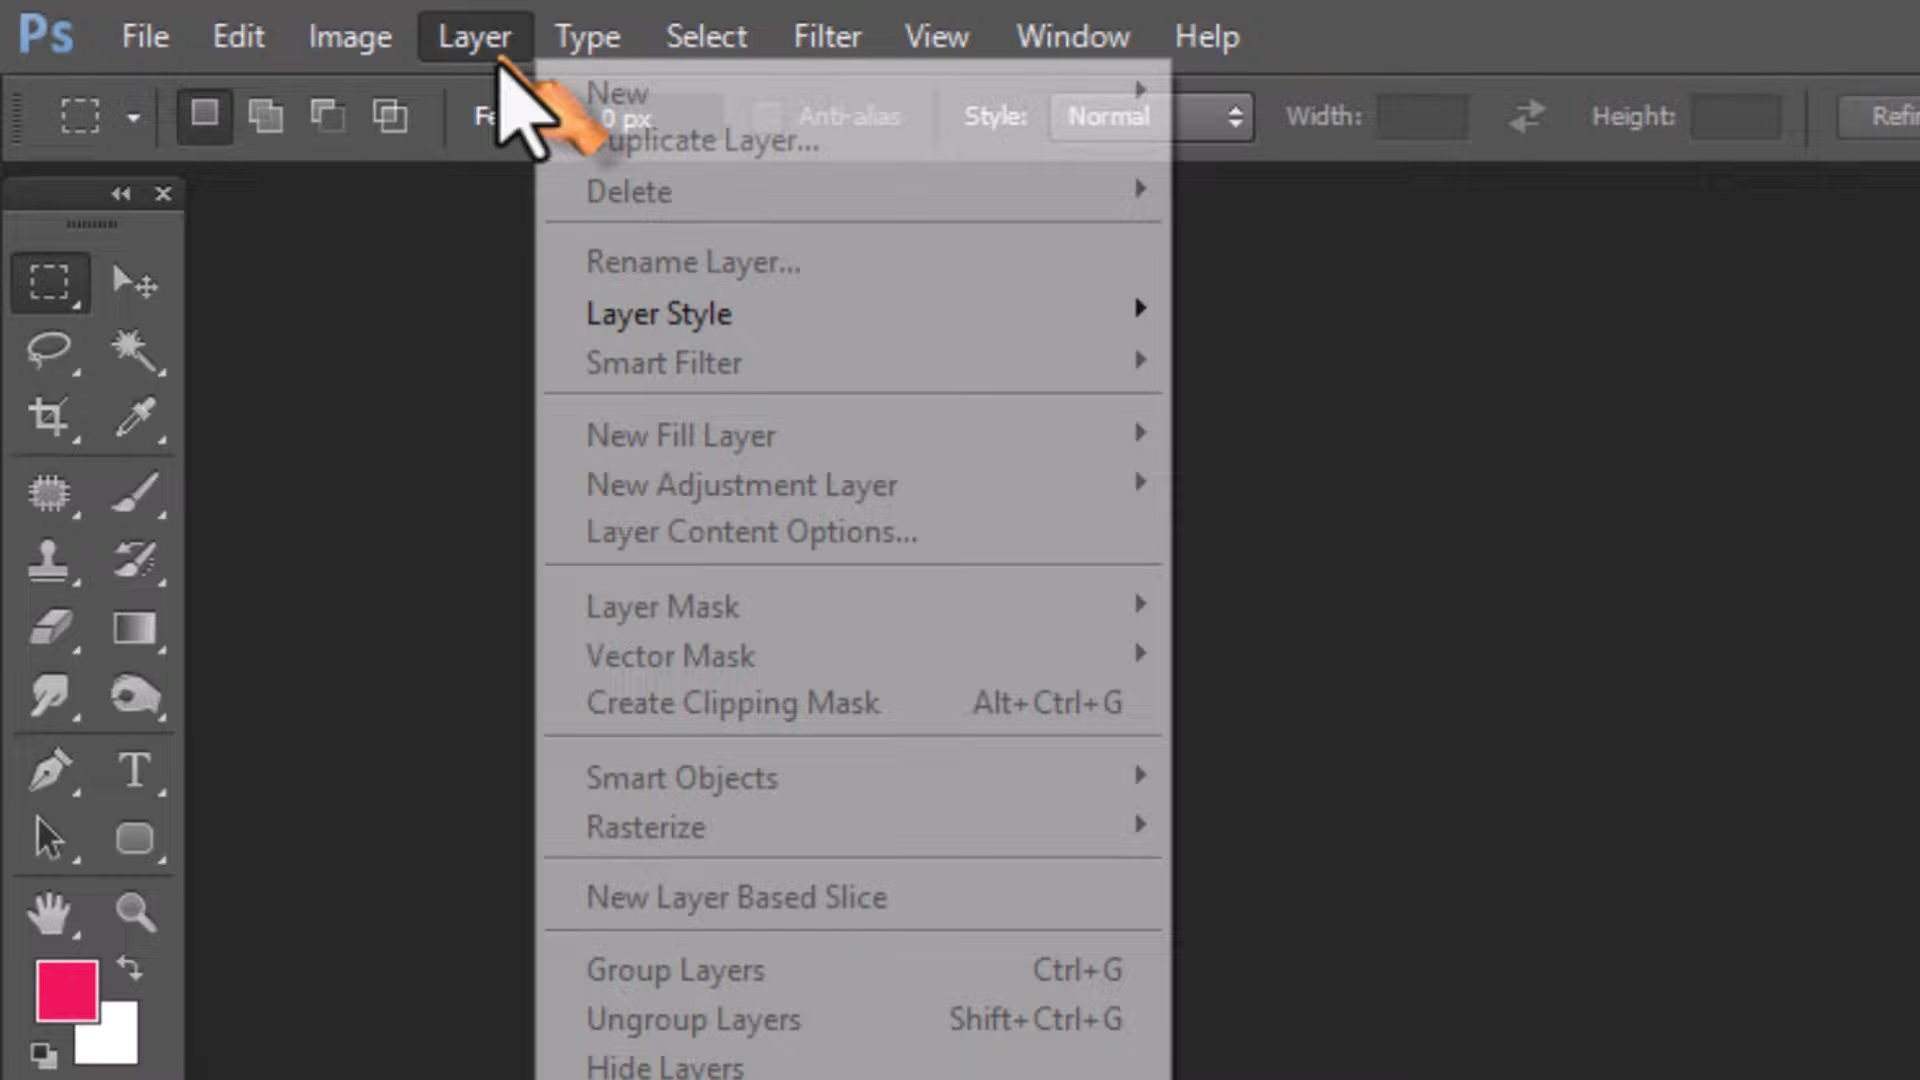 Ps File Edit Image Layer Type Select Filter View Window Help
0 px Anti-alias Style: Normal Width: Height:
New
Duplicate Layer...
Delete
Rename Layer...
Layer Style
Smart Filter
New Fill Layer
New Adjustment Layer
Layer Content Options...
Layer Mask
Vector Mask
Create Clipping Mask Alt+Ctrl+G
Smart Objects
Rasterize
New Layer Based Slice
Group Layers Ctrl+G
Ungroup Layers Shift+Ctrl+G
Hide Layers